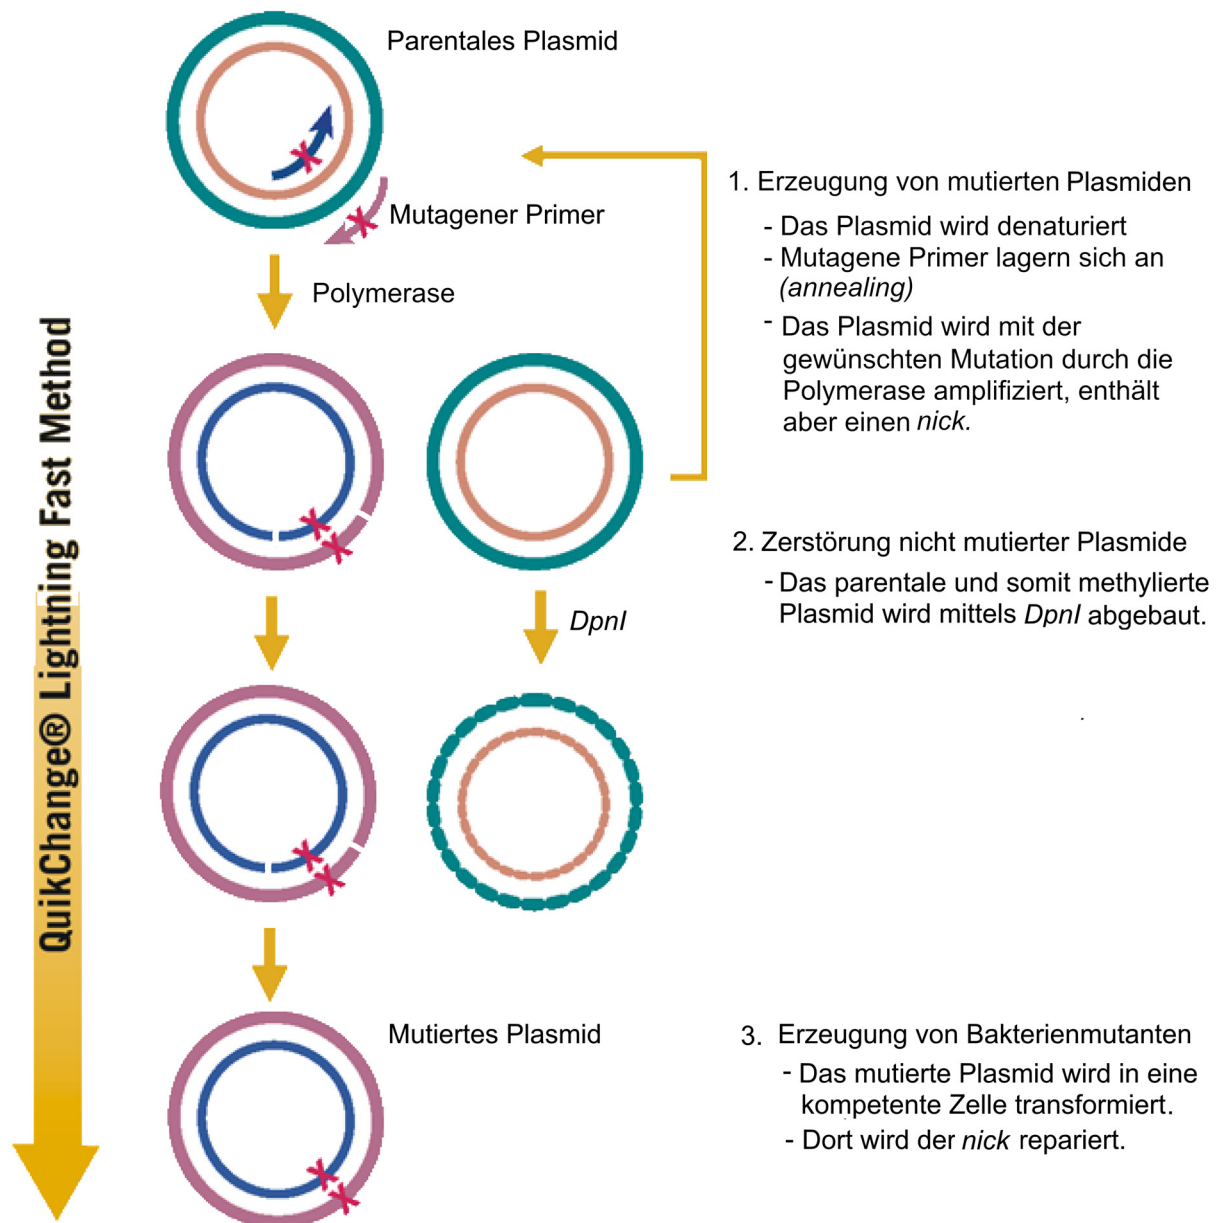 Parentales Plasmid
Mutagener Primer
Polymerase
DpnI
Mutiertes Plasmid
QuikChange® Lightning Fast Method
1. Erzeugung von mutierten Plasmiden
- Das Plasmid wird denaturiert
- Mutagene Primer lagern sich an
(annealing)
- Das Plasmid wird mit der
gewünschten Mutation durch die
Polymerase amplifiziert, enthält
aber einen nick.
2. Zerstörung nicht mutierter Plasmide
- Das parentale und somit methylierte
Plasmid wird mittels DpnI abgebaut.
3. Erzeugung von Bakterienmutanten
- Das mutierte Plasmid wird in eine
kompetente Zelle transformiert.
- Dort wird der nick repariert.